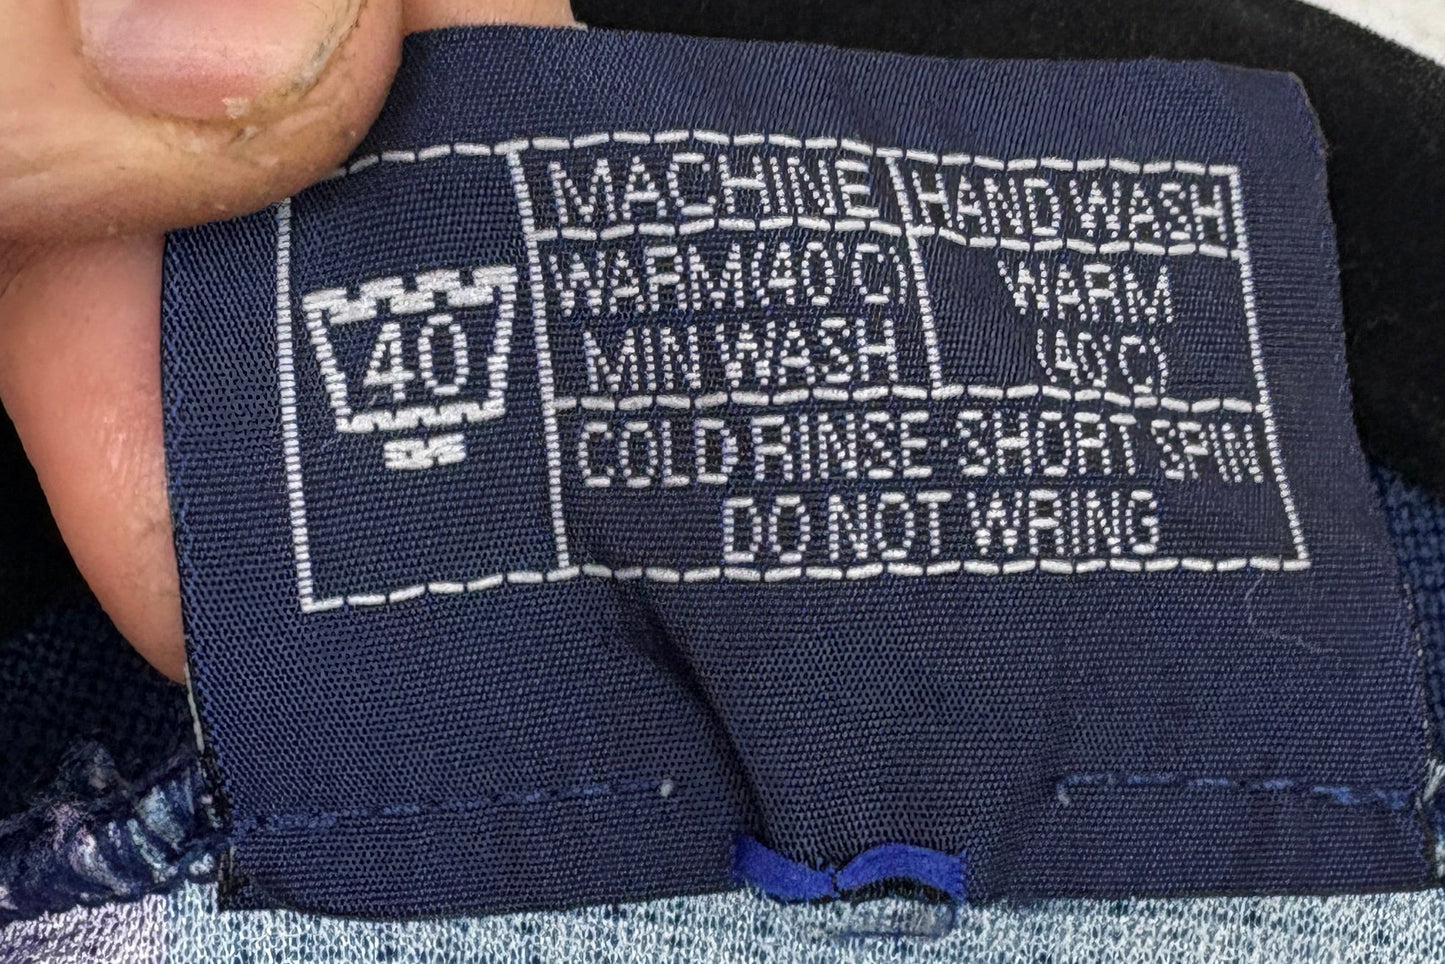 40
MACHINE
WARM (40°C)
MIN WASH
HAND WASH
WARM
(40°C)
COLD RINSE · SHORT SPIN
DO NOT WRING